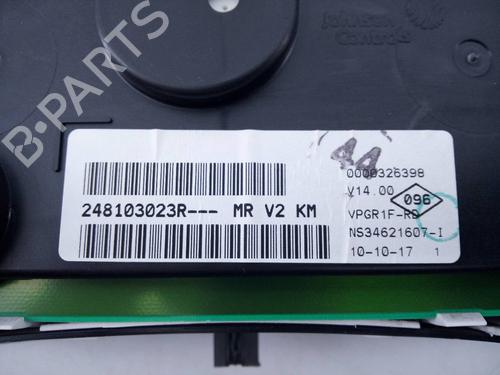 Johnson
Controls
B-PARTS
44
0000326398
V14.00
096
248103023R--- MR V2 KM
VPGR1F-RD
NS34621607-I
10-10-17 1